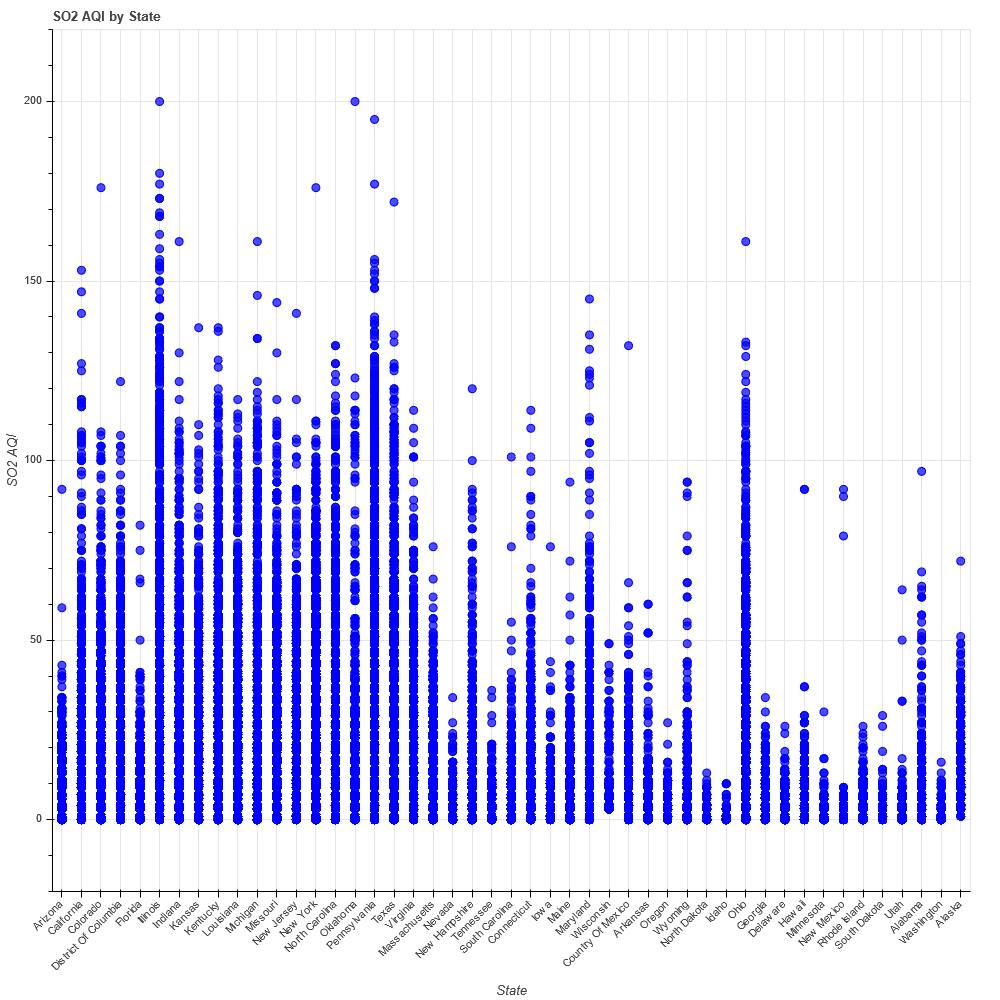 SO2 AQI by State
200
150
100
50
0
SO2 AQI
Arizona
California
Colorado
District Of Columbia
Florida
Illinois
Indiana
Kansas
Kentucky
Louisiana
Michigan
Missouri
New Jersey
New York
North Carolina
Oklahoma
Pennsylvania
Texas
Virginia
Massachusetts
Nevada
New Hampshire
Tennessee
South Carolina
Connecticut
Iowa
Maine
Maryland
Wisconsin
Country Of Mexico
Arkansas
Oregon
Wyoming
North Dakota
Idaho
Ohio
Georgia
Delaware
Hawaii
Minnesota
New Mexico
Rhode Island
South Dakota
Utah
Alabama
Washington
Alaska
State